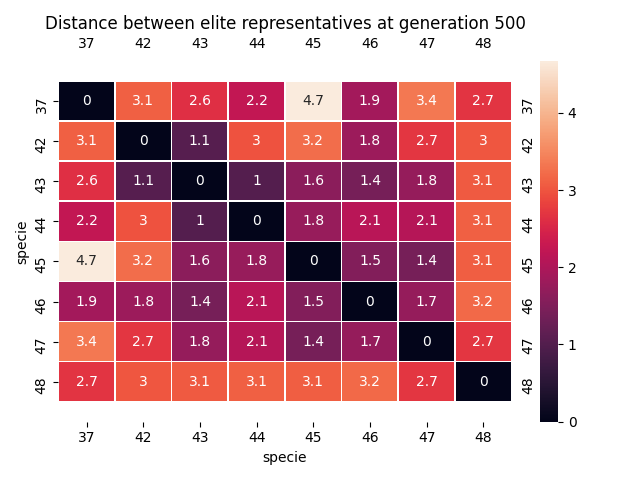 Distance between elite representatives at generation 500
37 42 43 44 45 46 47 48
37 0 3.1 2.6 2.2 4.7 1.9 3.4 2.7 37
42 3.1 0 1.1 3 3.2 1.8 2.7 3 42
43 2.6 1.1 0 1 1.6 1.4 1.8 3.1 43
44 2.2 3 1 0 1.8 2.1 2.1 3.1 44
45 4.7 3.2 1.6 1.8 0 1.5 1.4 3.1 45
46 1.9 1.8 1.4 2.1 1.5 0 1.7 3.2 46
47 3.4 2.7 1.8 2.1 1.4 1.7 0 2.7 47
48 2.7 3 3.1 3.1 3.1 3.2 2.7 0 48
37 42 43 44 45 46 47 48
specie
specie
4
3
2
1
0